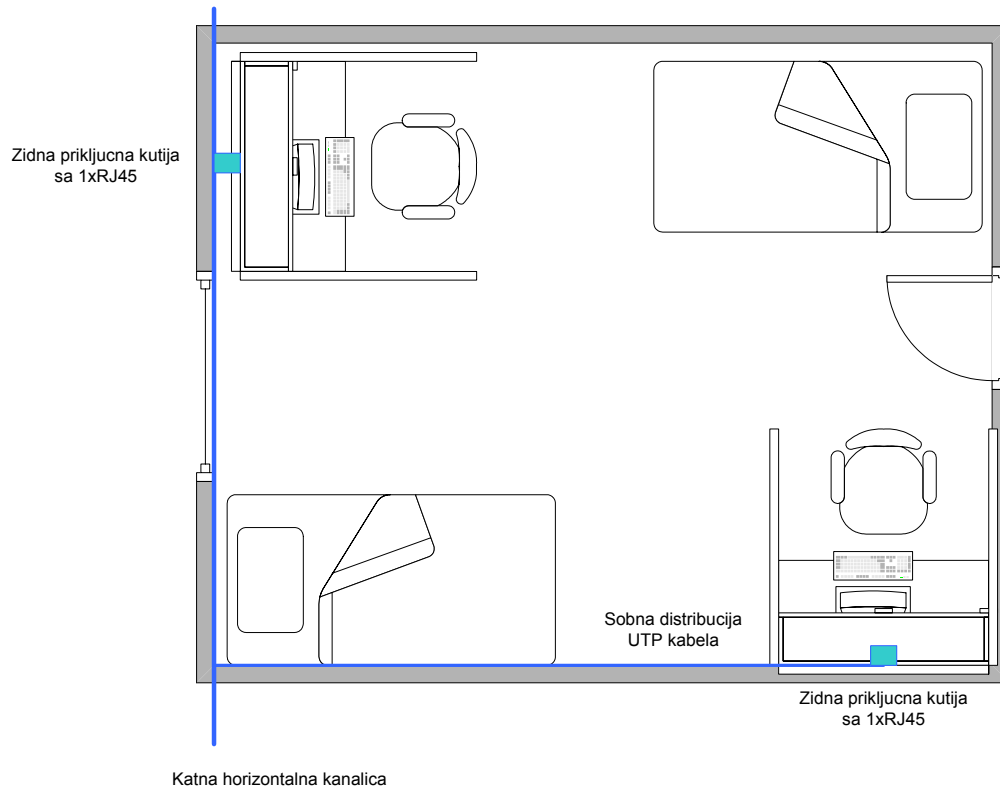 Zidna prikljucna kutija
sa 1xRJ45
Sobna distribucija
UTP kabela
Zidna prikljucna kutija
sa 1xRJ45
Katna horizontalna kanalica